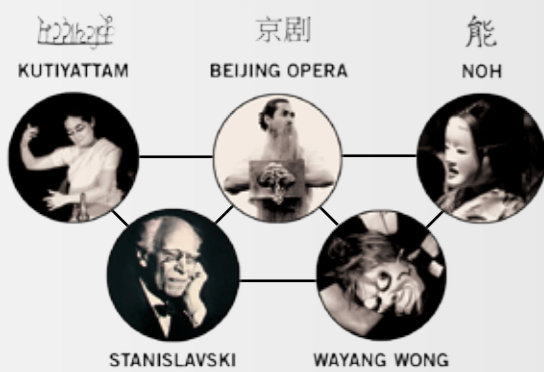 京剧
能
KUTIYATTAM
BEIJING OPERA
NOH
STANISLAVSKI
WAYANG WONG